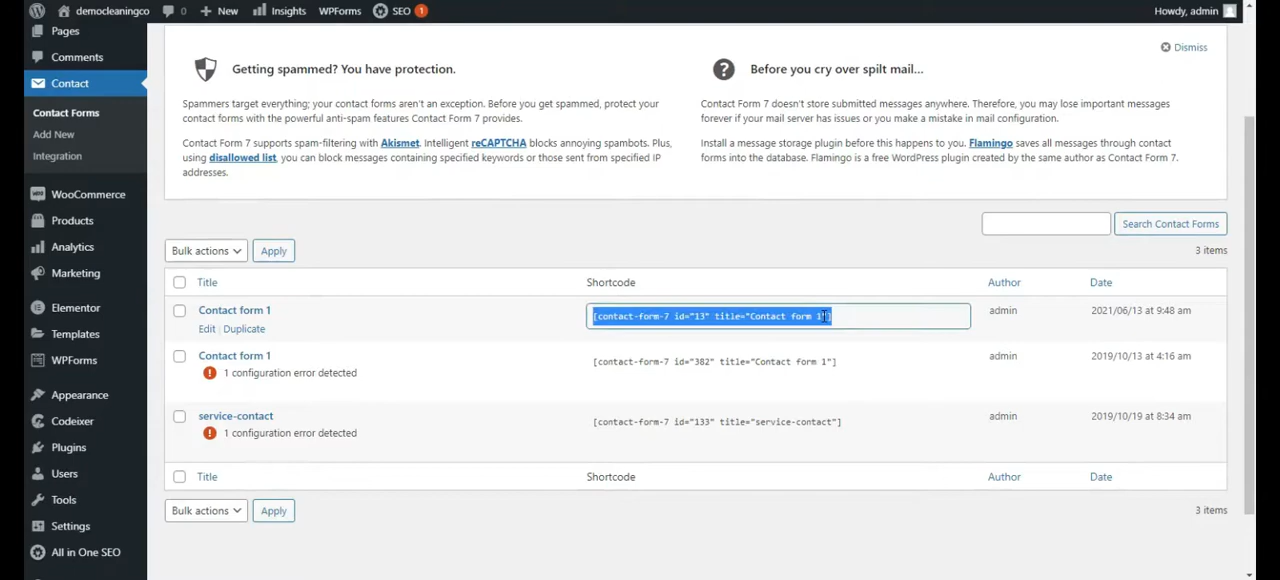 democleaningco 0 New Insights WPForms SEO 1 Howdy, admin
Pages
Comments
Contact
Contact Forms
Add New
Integration
WooCommerce
Products
Analytics
Marketing
Elementor
Templates
WPForms
Appearance
Codeixer
Plugins
Users
Tools
Settings
All in One SEO
Dismiss
Getting spammed? You have protection.
Spammers target everything; your contact forms aren't an exception. Before you get spammed, protect your
contact forms with the powerful anti-spam features Contact Form 7 provides.
Contact Form 7 supports spam-filtering with Akismet. Intelligent reCAPTCHA blocks annoying spambots. Plus,
using disallowed list, you can block messages containing specified keywords or those sent from specified IP
addresses.
Before you cry over spilt mail...
Contact Form 7 doesn't store submitted messages anywhere. Therefore, you may lose important messages
forever if your mail server has issues or you make a mistake in mail configuration.
Install a message storage plugin before this happens to you. Flamingo saves all messages through contact
forms into the database. Flamingo is a free WordPress plugin created by the same author as Contact Form 7.
Search Contact Forms
Bulk actions Apply 3 items
Title Shortcode Author Date
Contact form 1 [contact-form-7 id="13" title="Contact form 1"] admin 2021/06/13 at 9:48 am
Edit | Duplicate
Contact form 1 [contact-form-7 id="382" title="Contact form 1"] admin 2019/10/13 at 4:16 am
1 configuration error detected
service-contact [contact-form-7 id="133" title="service-contact"] admin 2019/10/19 at 8:34 am
1 configuration error detected
Title Shortcode Author Date
Bulk actions Apply 3 items